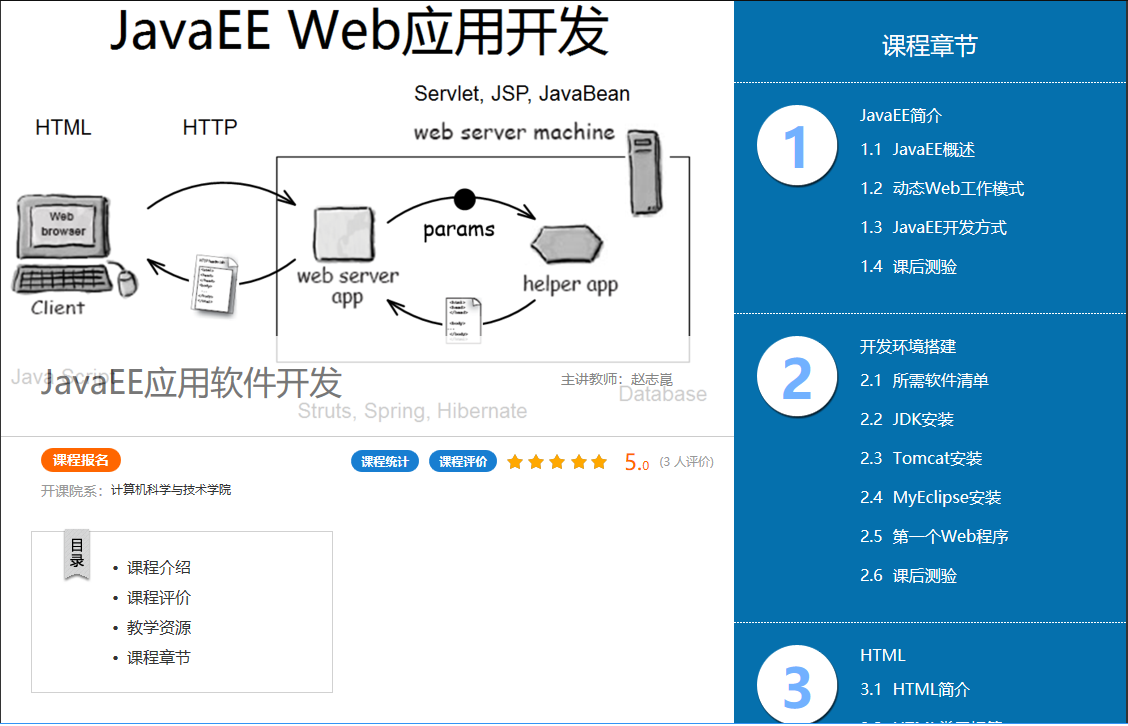 JavaEE Web应用开发
Servlet, JSP, JavaBean
HTML
HTTP
web server machine
Web
browser
params
web server
app
helper app
Client
Java Script
JavaEE应用软件开发
主讲教师：赵志崑
Database
Struts, Spring, Hibernate
课程报名
课程统计
课程评价
5.0
(3 人评价)
开课院系：计算机科学与技术学院
目录
• 课程介绍
• 课程评价
• 教学资源
• 课程章节
课程章节
1
JavaEE简介
1.1 JavaEE概述
1.2 动态Web工作模式
1.3 JavaEE开发方式
1.4 课后测验
2
开发环境搭建
2.1 所需软件清单
2.2 JDK安装
2.3 Tomcat安装
2.4 MyEclipse安装
2.5 第一个Web程序
2.6 课后测验
3
HTML
3.1 HTML简介